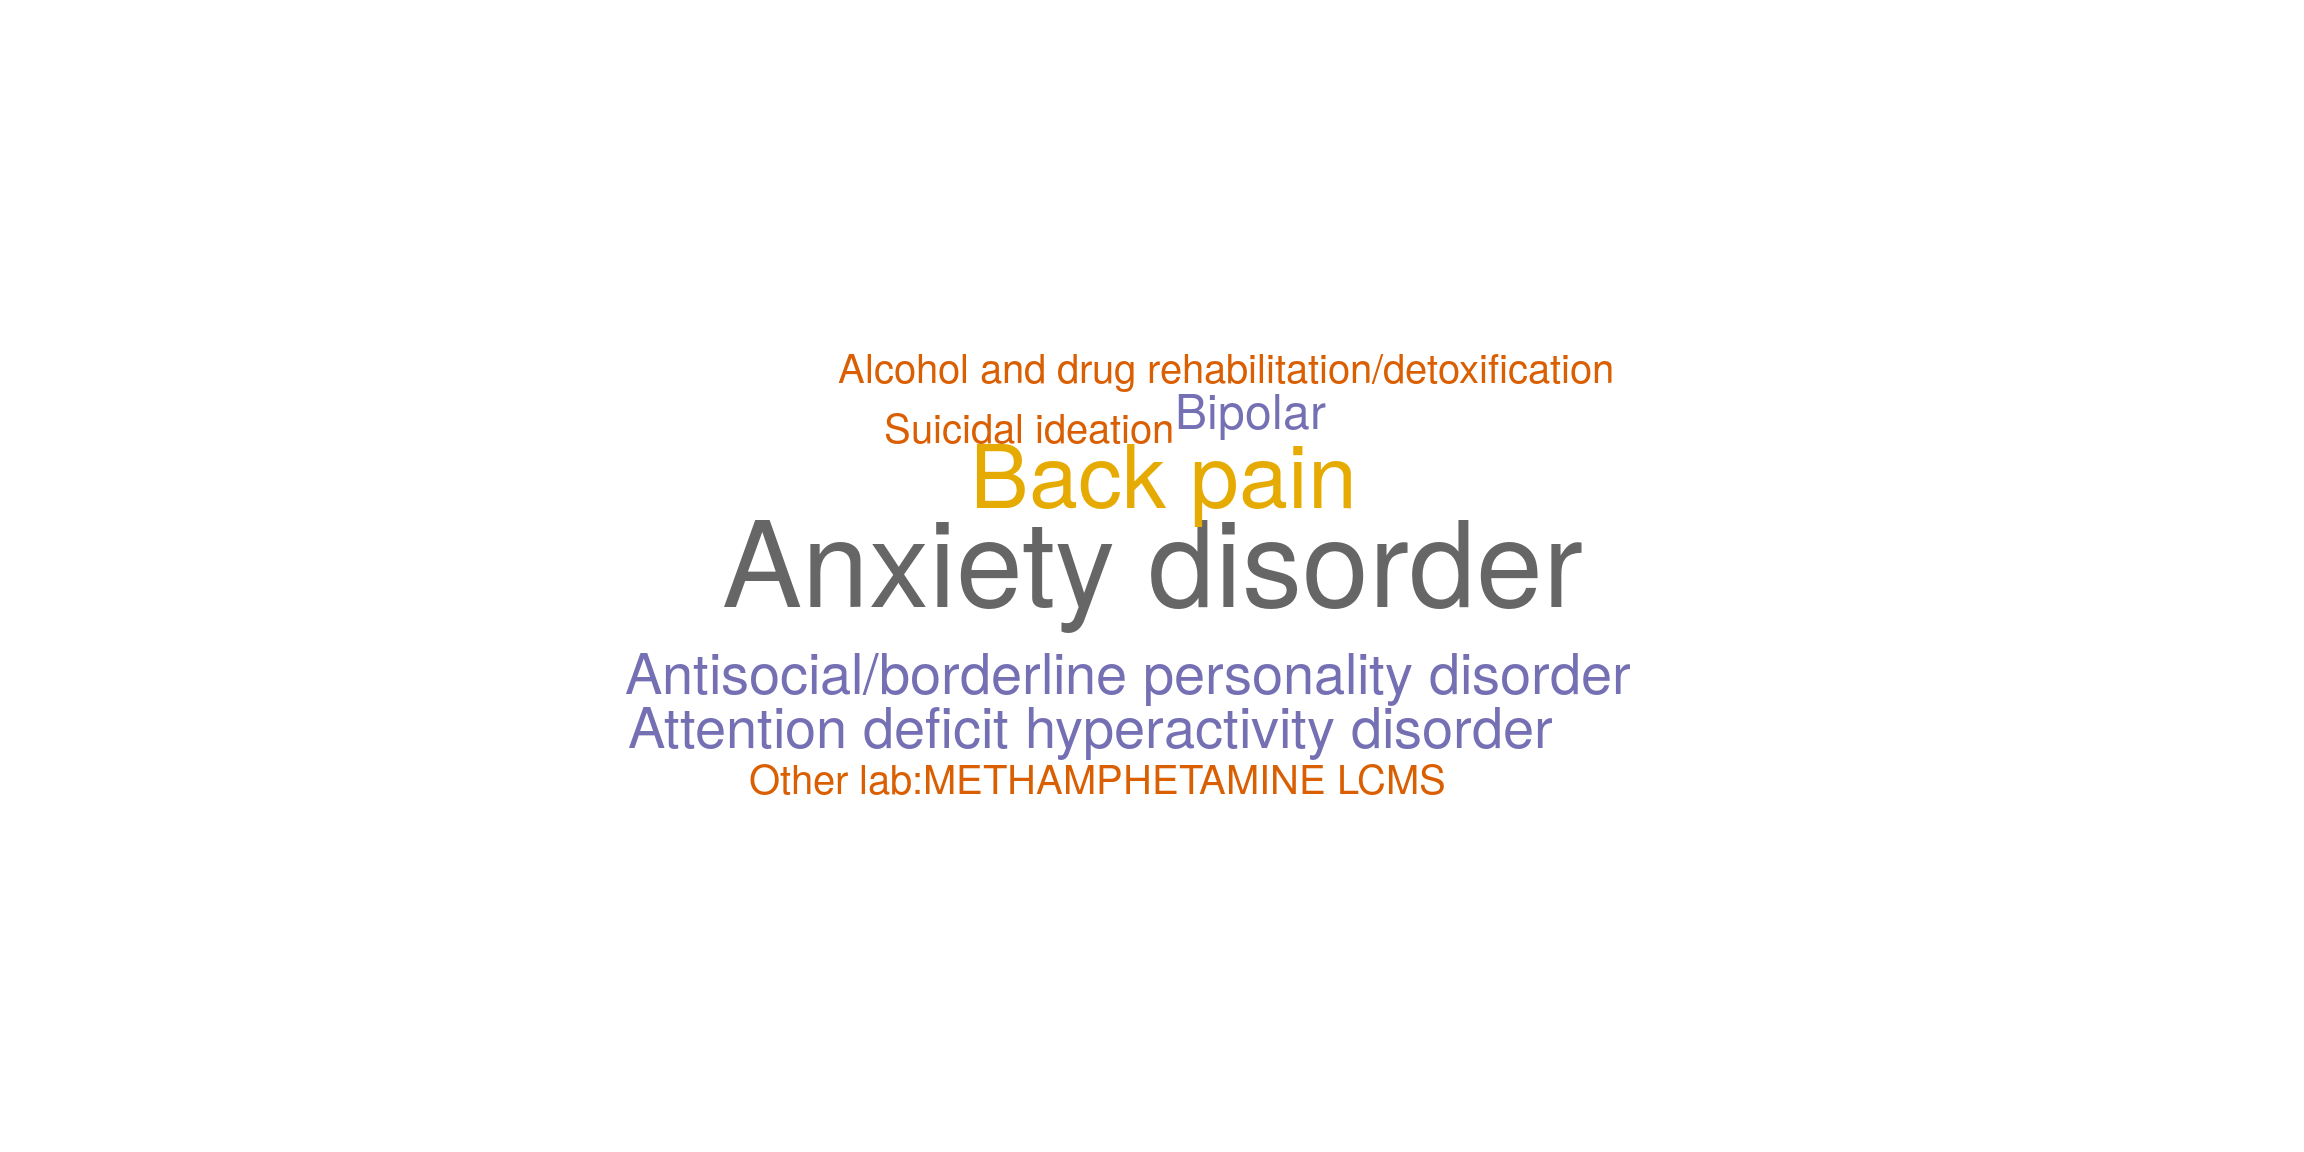 Alcohol and drug rehabilitation/detoxification
Bipolar
Suicidal ideation
Back pain
Anxiety disorder
Antisocial/borderline personality disorder
Attention deficit hyperactivity disorder
Other lab:METHAMPHETAMINE LCMS